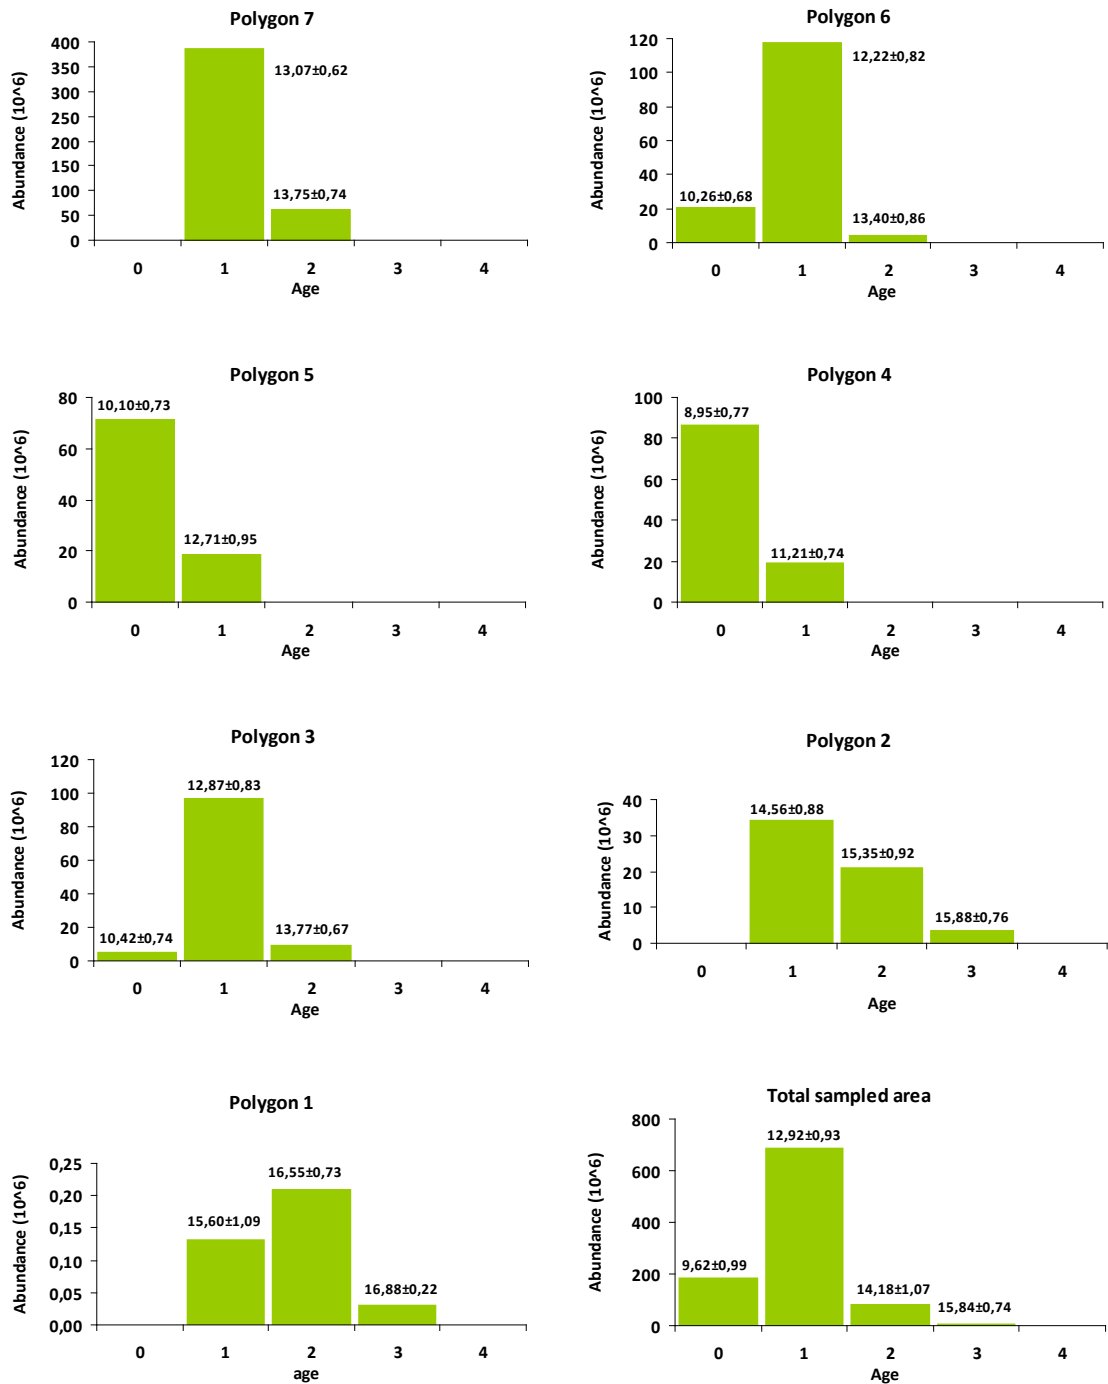 Polygon 7
Abundance (10^6)
400
350
300
250
200
150
100
50
0
13,07±0,62
13,75±0,74
0 1 2 3 4
Age
Polygon 6
Abundance (10^6)
120
100
80
60
40
20
0
12,22±0,82
10,26±0,68
13,40±0,86
0 1 2 3 4
Age
Polygon 5
Abundance (10^6)
80
60
40
20
0
10,10±0,73
12,71±0,95
0 1 2 3 4
Age
Polygon 4
Abundance (10^6)
100
80
60
40
20
0
8,95±0,77
11,21±0,74
0 1 2 3 4
Age
Polygon 3
Abundance (10^6)
120
100
80
60
40
20
0
12,87±0,83
10,42±0,74
13,77±0,67
0 1 2 3 4
Age
Polygon 2
Abundance (10^6)
40
30
20
10
0
14,56±0,88
15,35±0,92
15,88±0,76
0 1 2 3 4
Age
Polygon 1
Abundance (10^6)
0,25
0,20
0,15
0,10
0,05
0,00
16,55±0,73
15,60±1,09
16,88±0,22
0 1 2 3 4
age
Total sampled area
Abundance (10^6)
800
600
400
200
0
12,92±0,93
9,62±0,99
14,18±1,07
15,84±0,74
0 1 2 3 4
Age